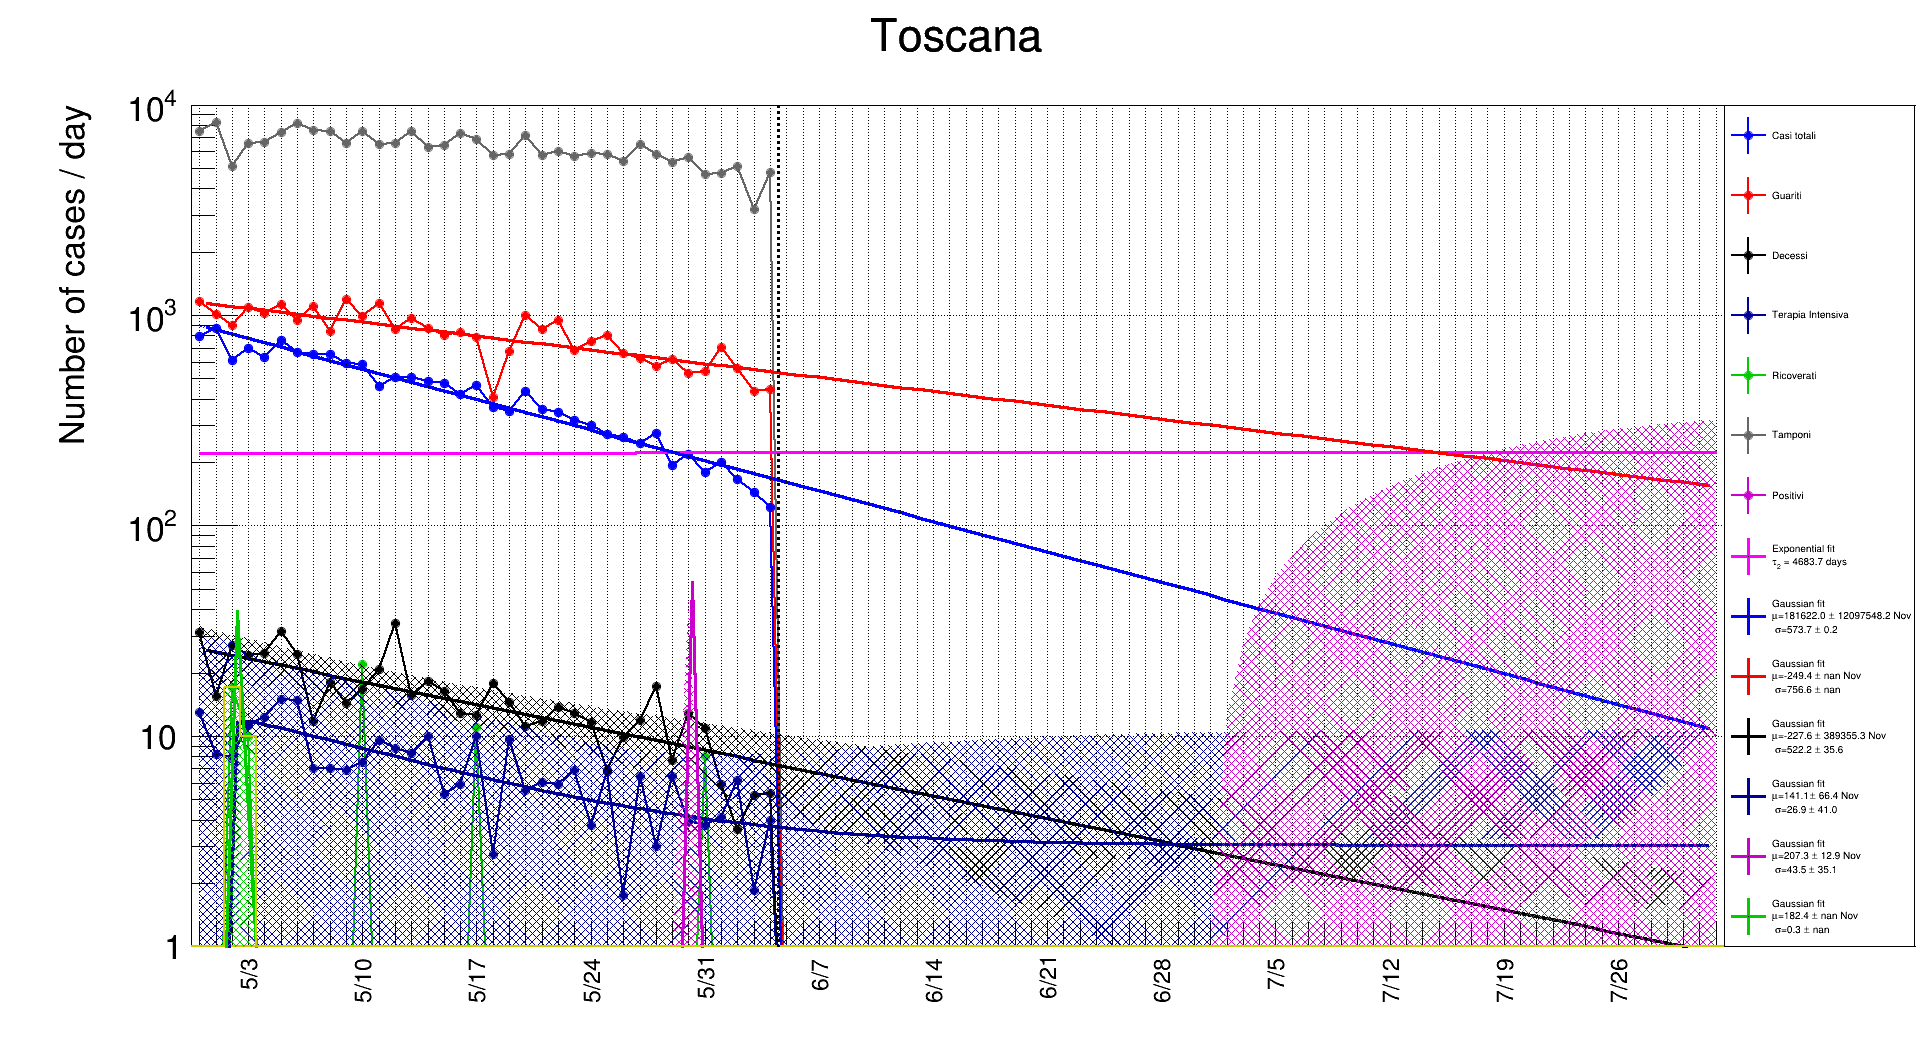 Toscana
Number of cases / day
10^4
10^3
10^2
10
1
5/3
5/10
5/17
5/24
5/31
6/7
6/14
6/21
6/28
7/5
7/12
7/19
7/26
Casi totali
Guariti
Decessi
Terapia Intensiva
Ricoverati
Tamponi
Positivi
Exponential fit
τ2 = 4683.7 days
Gaussian fit
μ=181622.0 ± 12097548.2 Nov
σ=573.7 ± 0.2
Gaussian fit
μ=-249.4 ± nan Nov
σ=756.6 ± nan
Gaussian fit
μ=-227.6 ± 389355.3 Nov
σ=522.2 ± 35.6
Gaussian fit
μ=141.1 ± 66.4 Nov
σ=26.9 ± 41.0
Gaussian fit
μ=207.3 ± 12.9 Nov
σ=43.5 ± 35.1
Gaussian fit
μ=182.4 ± nan Nov
σ=0.3 ± nan